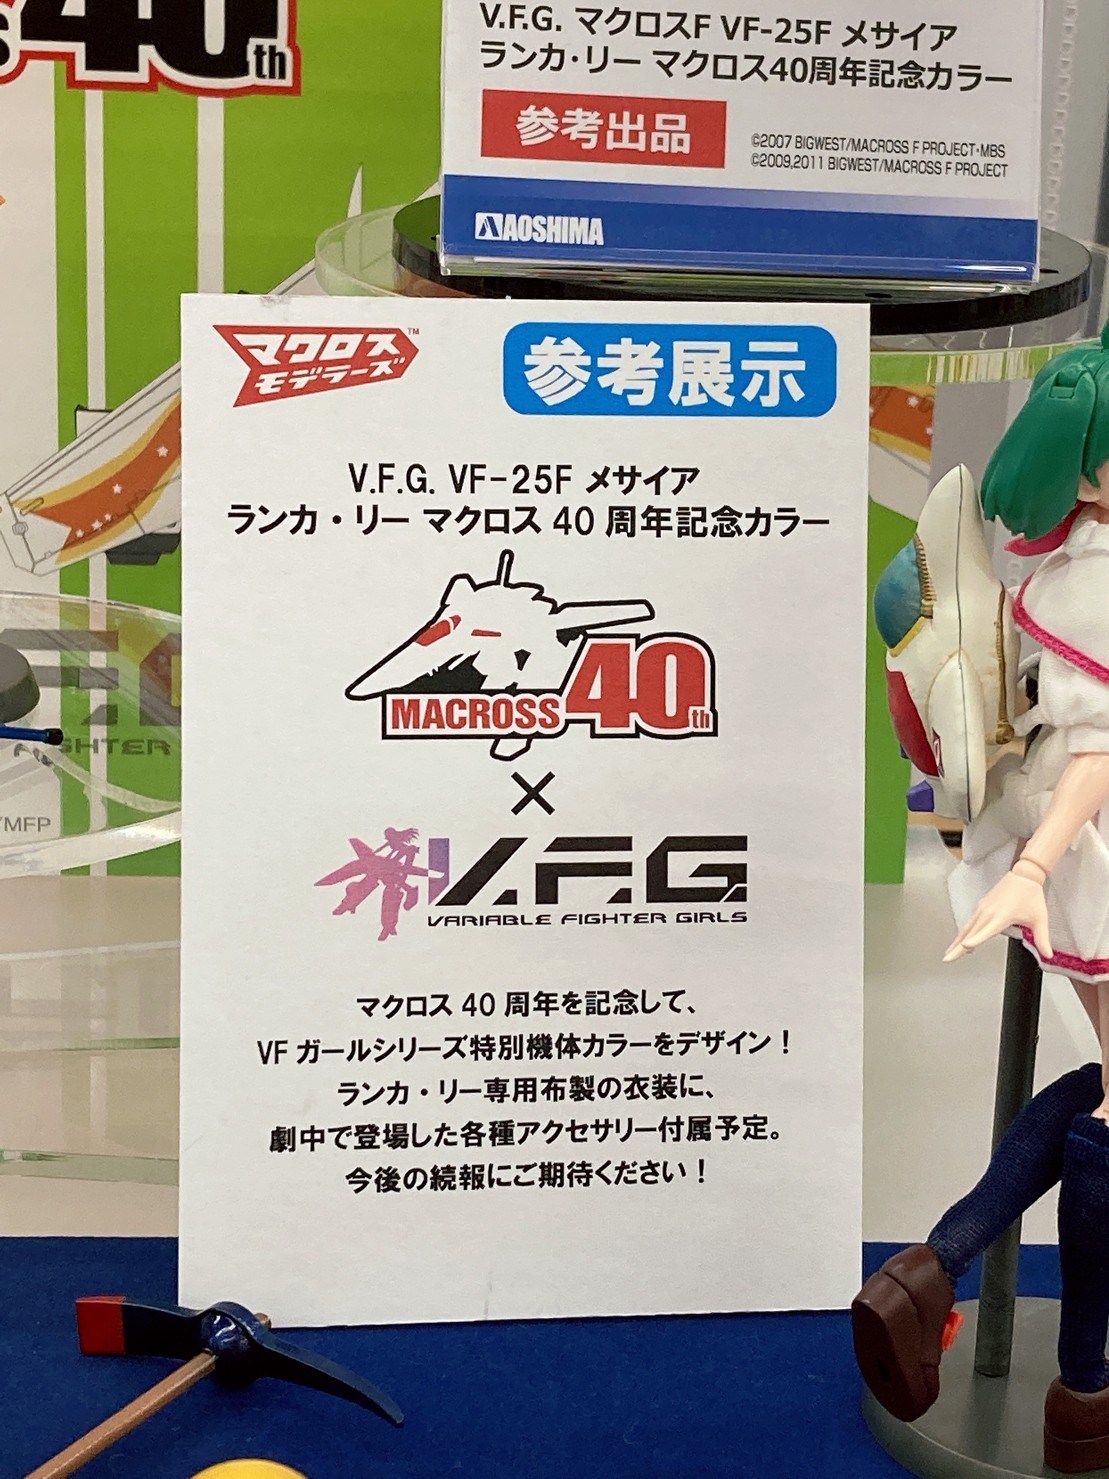 40th
V.F.G. マクロスF VF-25F メサイア
ランカ・リー マクロス40周年記念カラー
参考出品
©2007 BIGWEST/MACROSS F PROJECT・MBS
©2009,2011 BIGWEST/MACROSS F PROJECT
AOSHIMA
マクロス™
モデラーズ
参考展示
V.F.G. VF-25F メサイア
ランカ・リー マクロス 40 周年記念カラー
MACROSS 40th
×
V.F.G.
VARIABLE FIGHTER GIRLS
マクロス 40 周年を記念して、
VF ガールシリーズ特別機体カラーをデザイン！
ランカ・リー専用布製の衣装に、
劇中で登場した各種アクセサリー付属予定。
今後の続報にご期待ください！
FIGHTER
/MFP